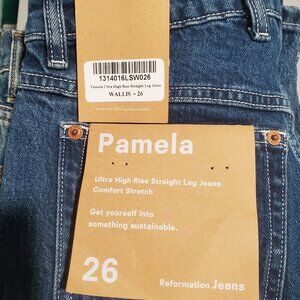 1314016LSW026
Pamela Ultra High Rise Straight Leg Jeans
WALLIS - 26
Pamela
Ultra High Rise Straight Leg Jeans
Comfort Stretch
Get yourself into
something sustainable.
26
Reformation Jeans